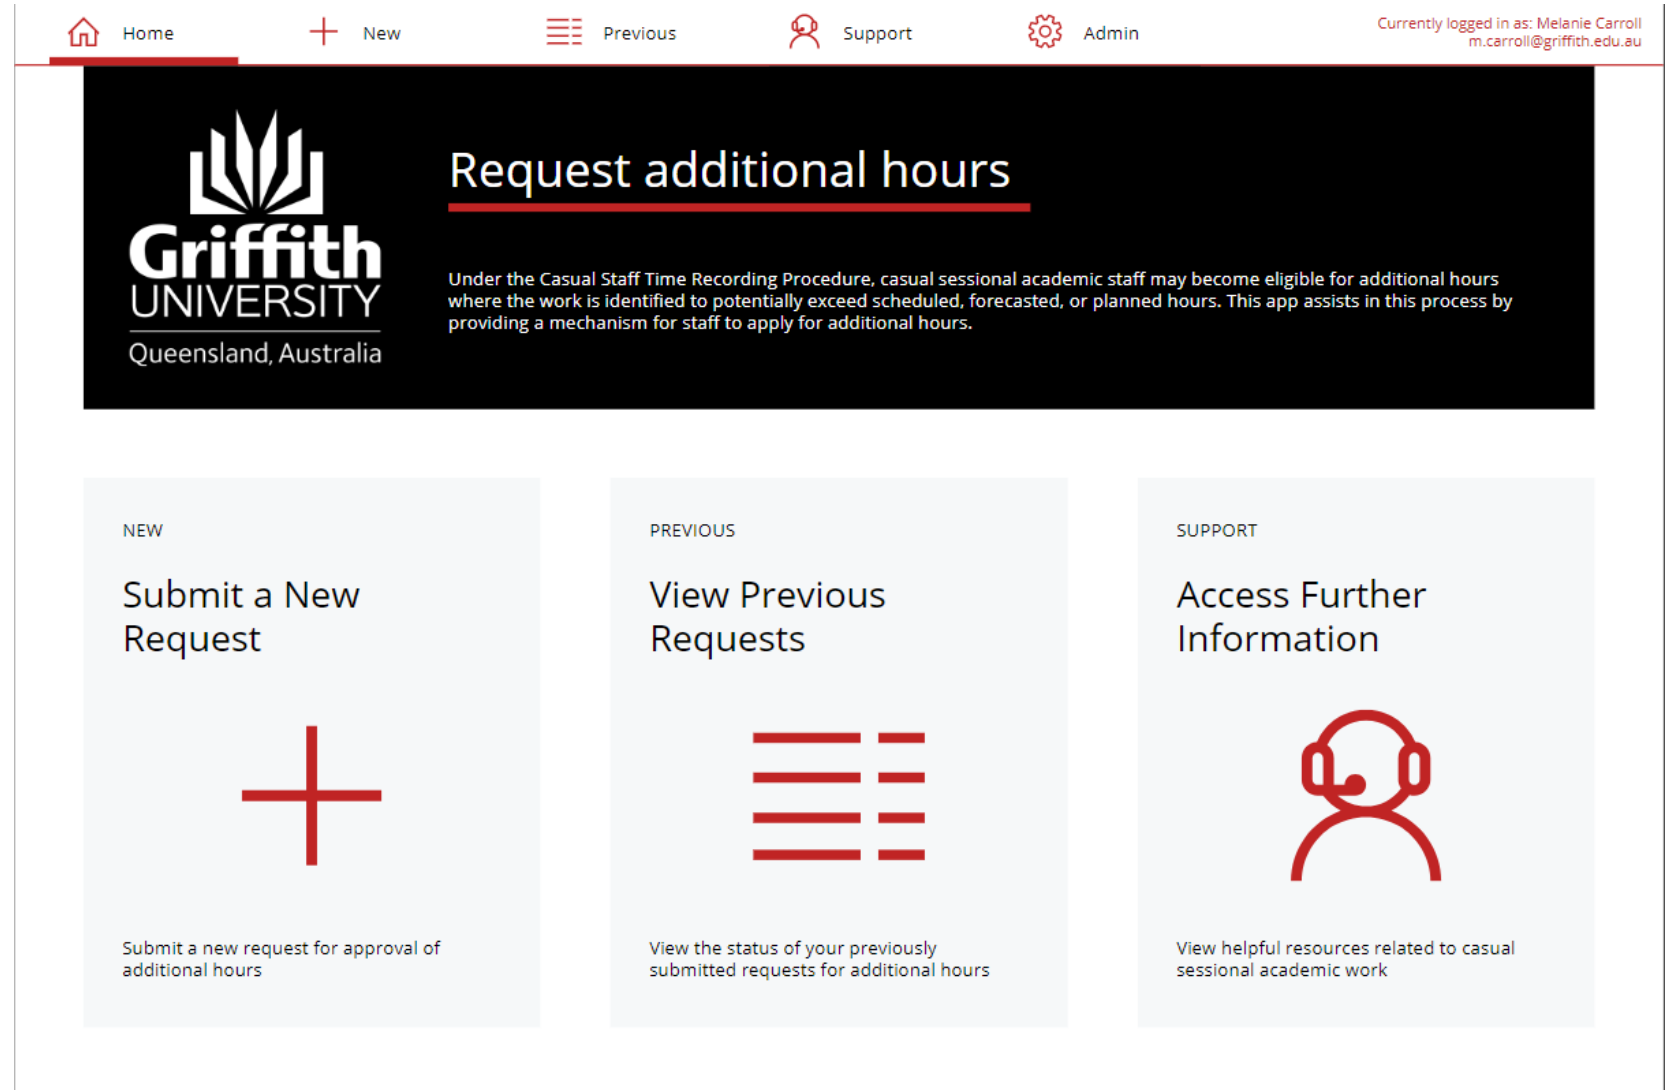 Home
New
Previous
Support
Admin
Currently logged in as: Melanie Carroll
m.carroll@griffith.edu.au
Griffith
UNIVERSITY
Queensland, Australia
Request additional hours
Under the Casual Staff Time Recording Procedure, casual sessional academic staff may become eligible for additional hours
where the work is identified to potentially exceed scheduled, forecasted, or planned hours. This app assists in this process by
providing a mechanism for staff to apply for additional hours.
NEW
Submit a New
Request
Submit a new request for approval of
additional hours
PREVIOUS
View Previous
Requests
View the status of your previously
submitted requests for additional hours
SUPPORT
Access Further
Information
View helpful resources related to casual
sessional academic work